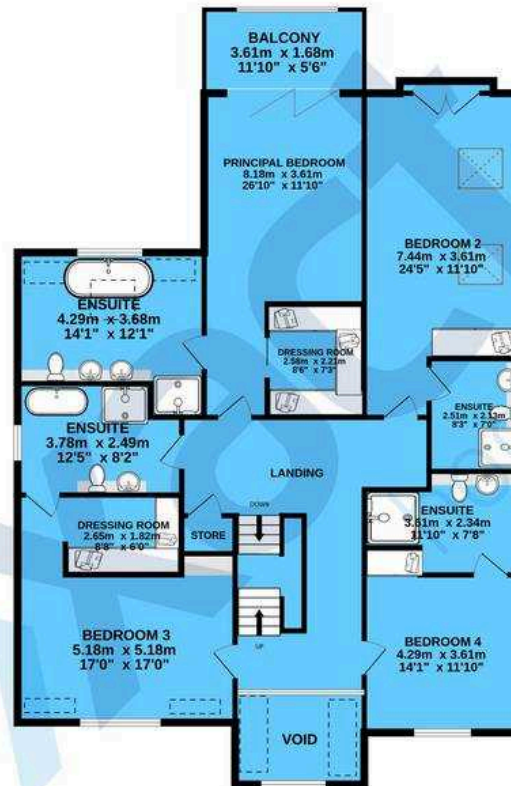 BALCONY
3.61m x 1.68m
11'10" x 5'6"
PRINCIPAL BEDROOM
8.18m x 3.61m
26'10" x 11'10"
BEDROOM 2
7.44m x 3.61m
24'5" x 11'10"
ENSUITE
4.29m x 3.68m
14'1" x 12'1"
DRESSING ROOM
2.58m x 2.21m
8'6" x 7'3"
ENSUITE
3.78m x 2.49m
12'5" x 8'2"
ENSUITE
2.51m x 2.13m
8'3" x 7'0"
LANDING
ENSUITE
3.61m x 2.34m
11'10" x 7'8"
DOWN
DRESSING ROOM
2.65m x 1.82m
8'8" x 6'0"
STORE
BEDROOM 3
5.18m x 5.18m
17'0" x 17'0"
UP
BEDROOM 4
4.29m x 3.61m
14'1" x 11'10"
VOID